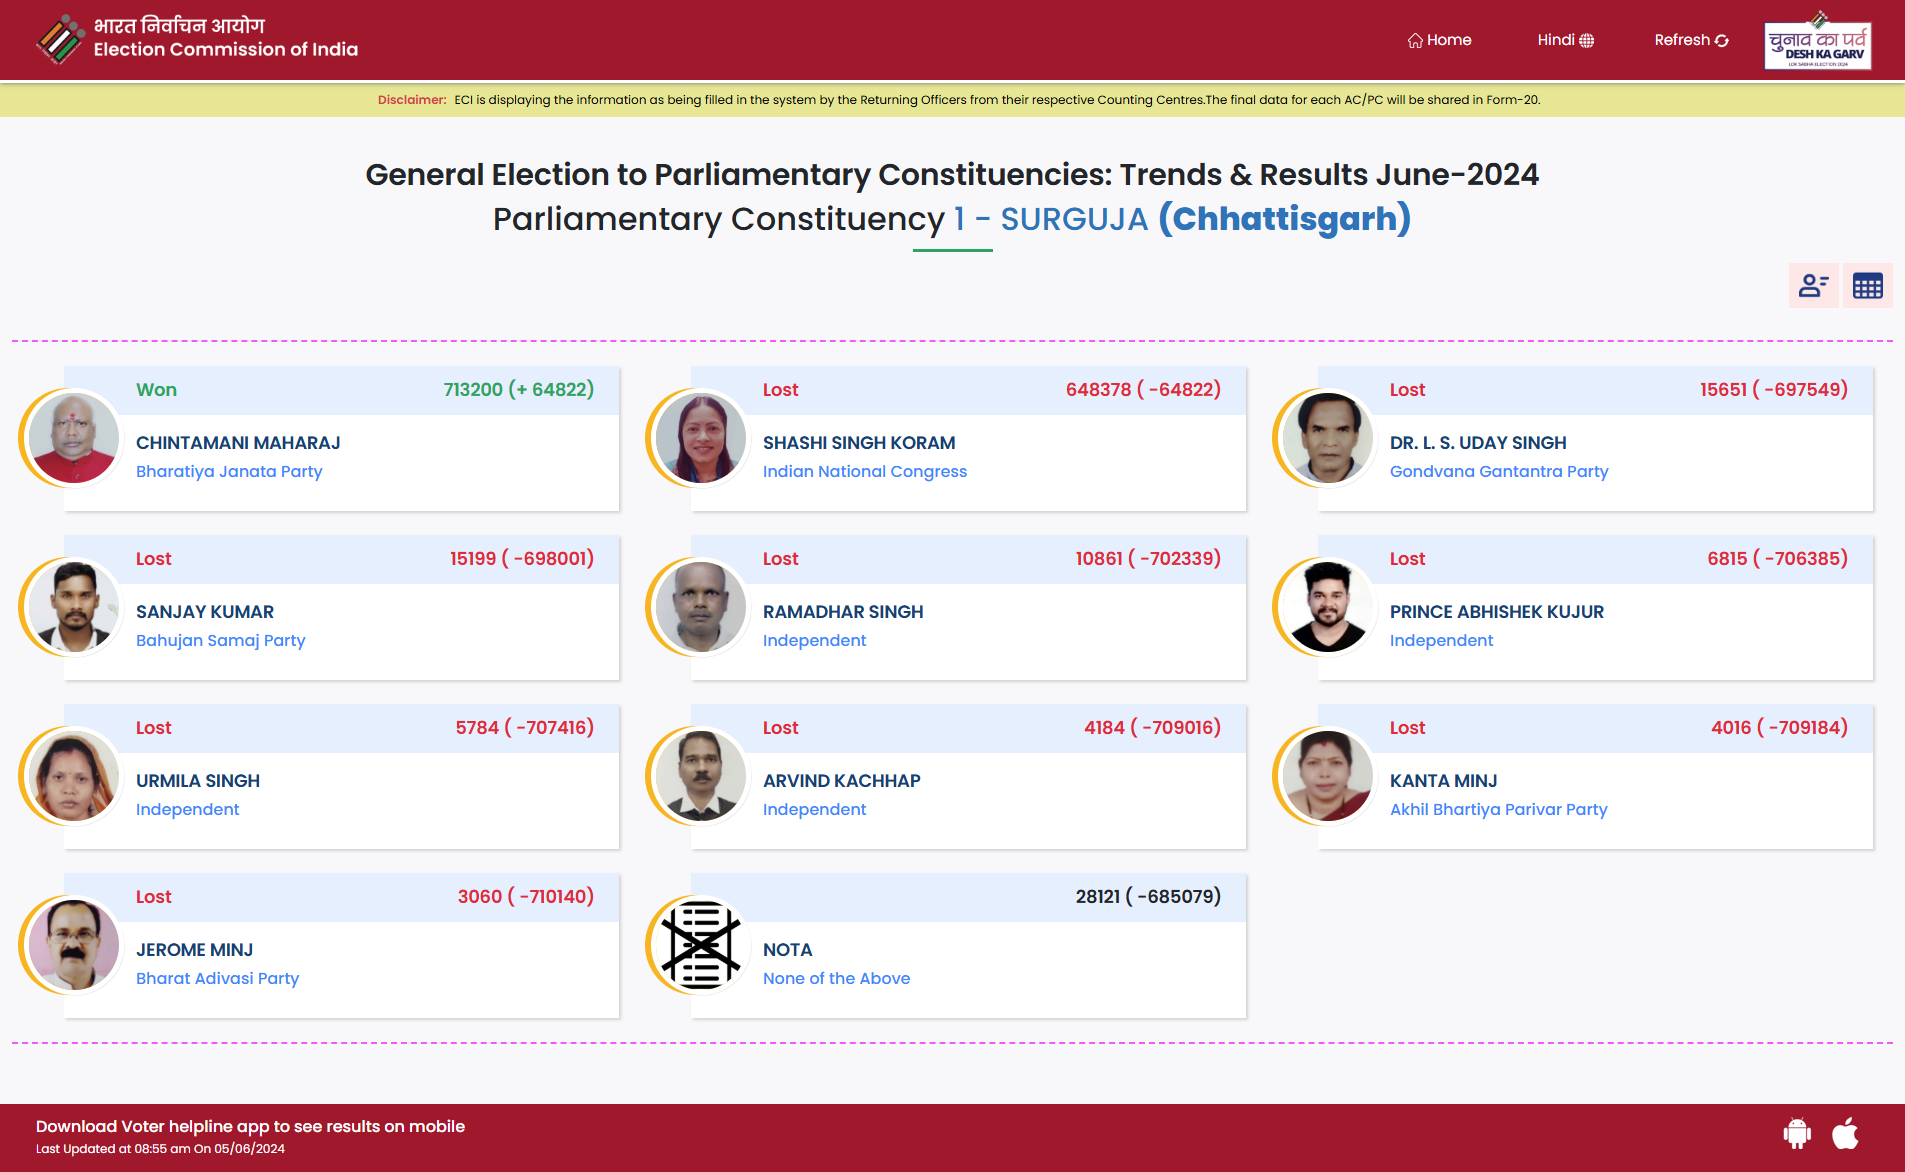 भारत निर्वाचन आयोग
Election Commission of India
Home
Hindi
Refresh
चुनाव का पर्व
DESH KA GARV
LOK SABHA ELECTION 2024
Disclaimer: ECI is displaying the information as being filled in the system by the Returning Officers from their respective Counting Centres.The final data for each AC/PC will be shared in Form-20.
General Election to Parliamentary Constituencies: Trends & Results June-2024
Parliamentary Constituency 1 - SURGUJA (Chhattisgarh)
Won 713200 (+ 64822)
CHINTAMANI MAHARAJ
Bharatiya Janata Party
Lost 648378 ( -64822)
SHASHI SINGH KORAM
Indian National Congress
Lost 15651 ( -697549)
DR. L. S. UDAY SINGH
Gondvana Gantantra Party
Lost 15199 ( -698001)
SANJAY KUMAR
Bahujan Samaj Party
Lost 10861 ( -702339)
RAMADHAR SINGH
Independent
Lost 6815 ( -706385)
PRINCE ABHISHEK KUJUR
Independent
Lost 5784 ( -707416)
URMILA SINGH
Independent
Lost 4184 ( -709016)
ARVIND KACHHAP
Independent
Lost 4016 ( -709184)
KANTA MINJ
Akhil Bhartiya Parivar Party
Lost 3060 ( -710140)
JEROME MINJ
Bharat Adivasi Party
28121 ( -685079)
NOTA
None of the Above
Download Voter helpline app to see results on mobile
Last Updated at 08:55 am On 05/06/2024